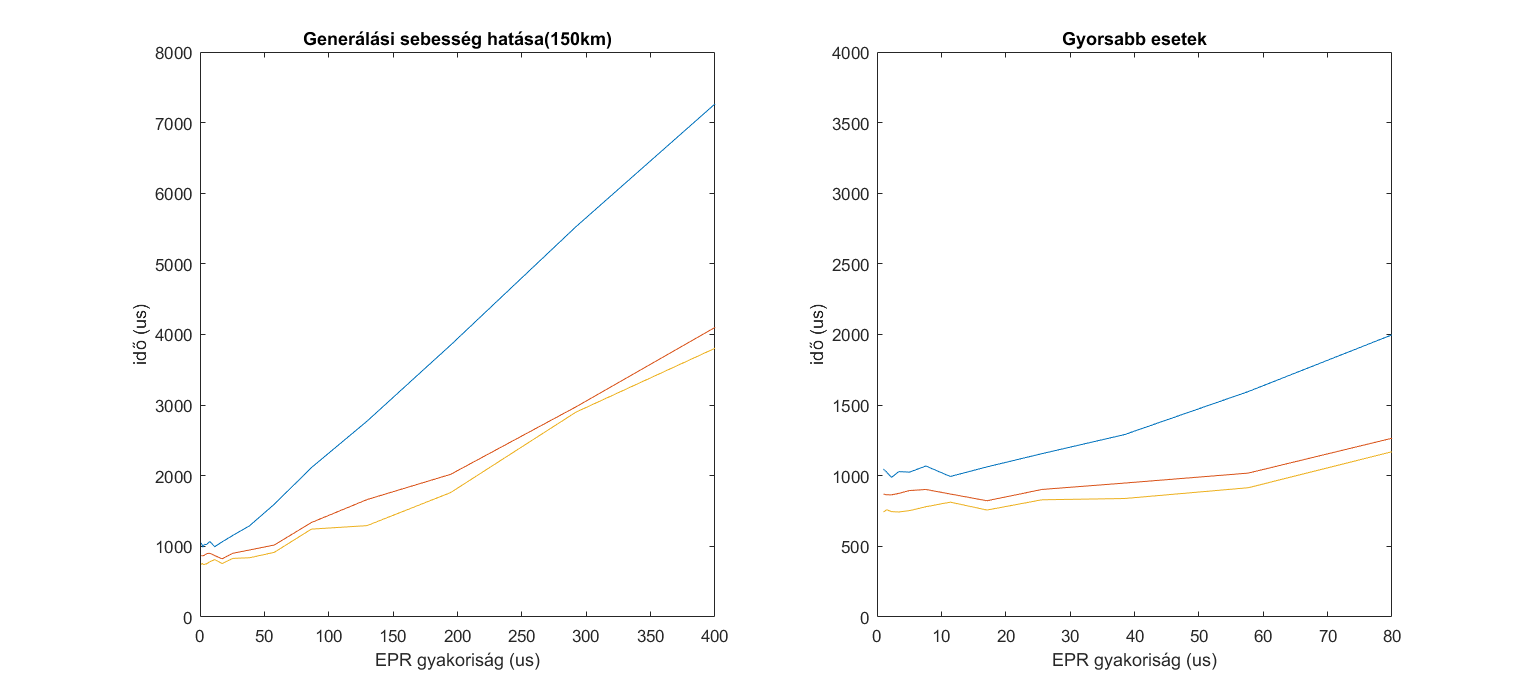 Generálási sebesség hatása(150km)
8000
7000
6000
5000
4000
3000
2000
1000
0
idő (us)
0 50 100 150 200 250 300 350 400
EPR gyakoriság (us)
Gyorsabb esetek
4000
3500
3000
2500
2000
1500
1000
500
0
idő (us)
0 10 20 30 40 50 60 70 80
EPR gyakoriság (us)